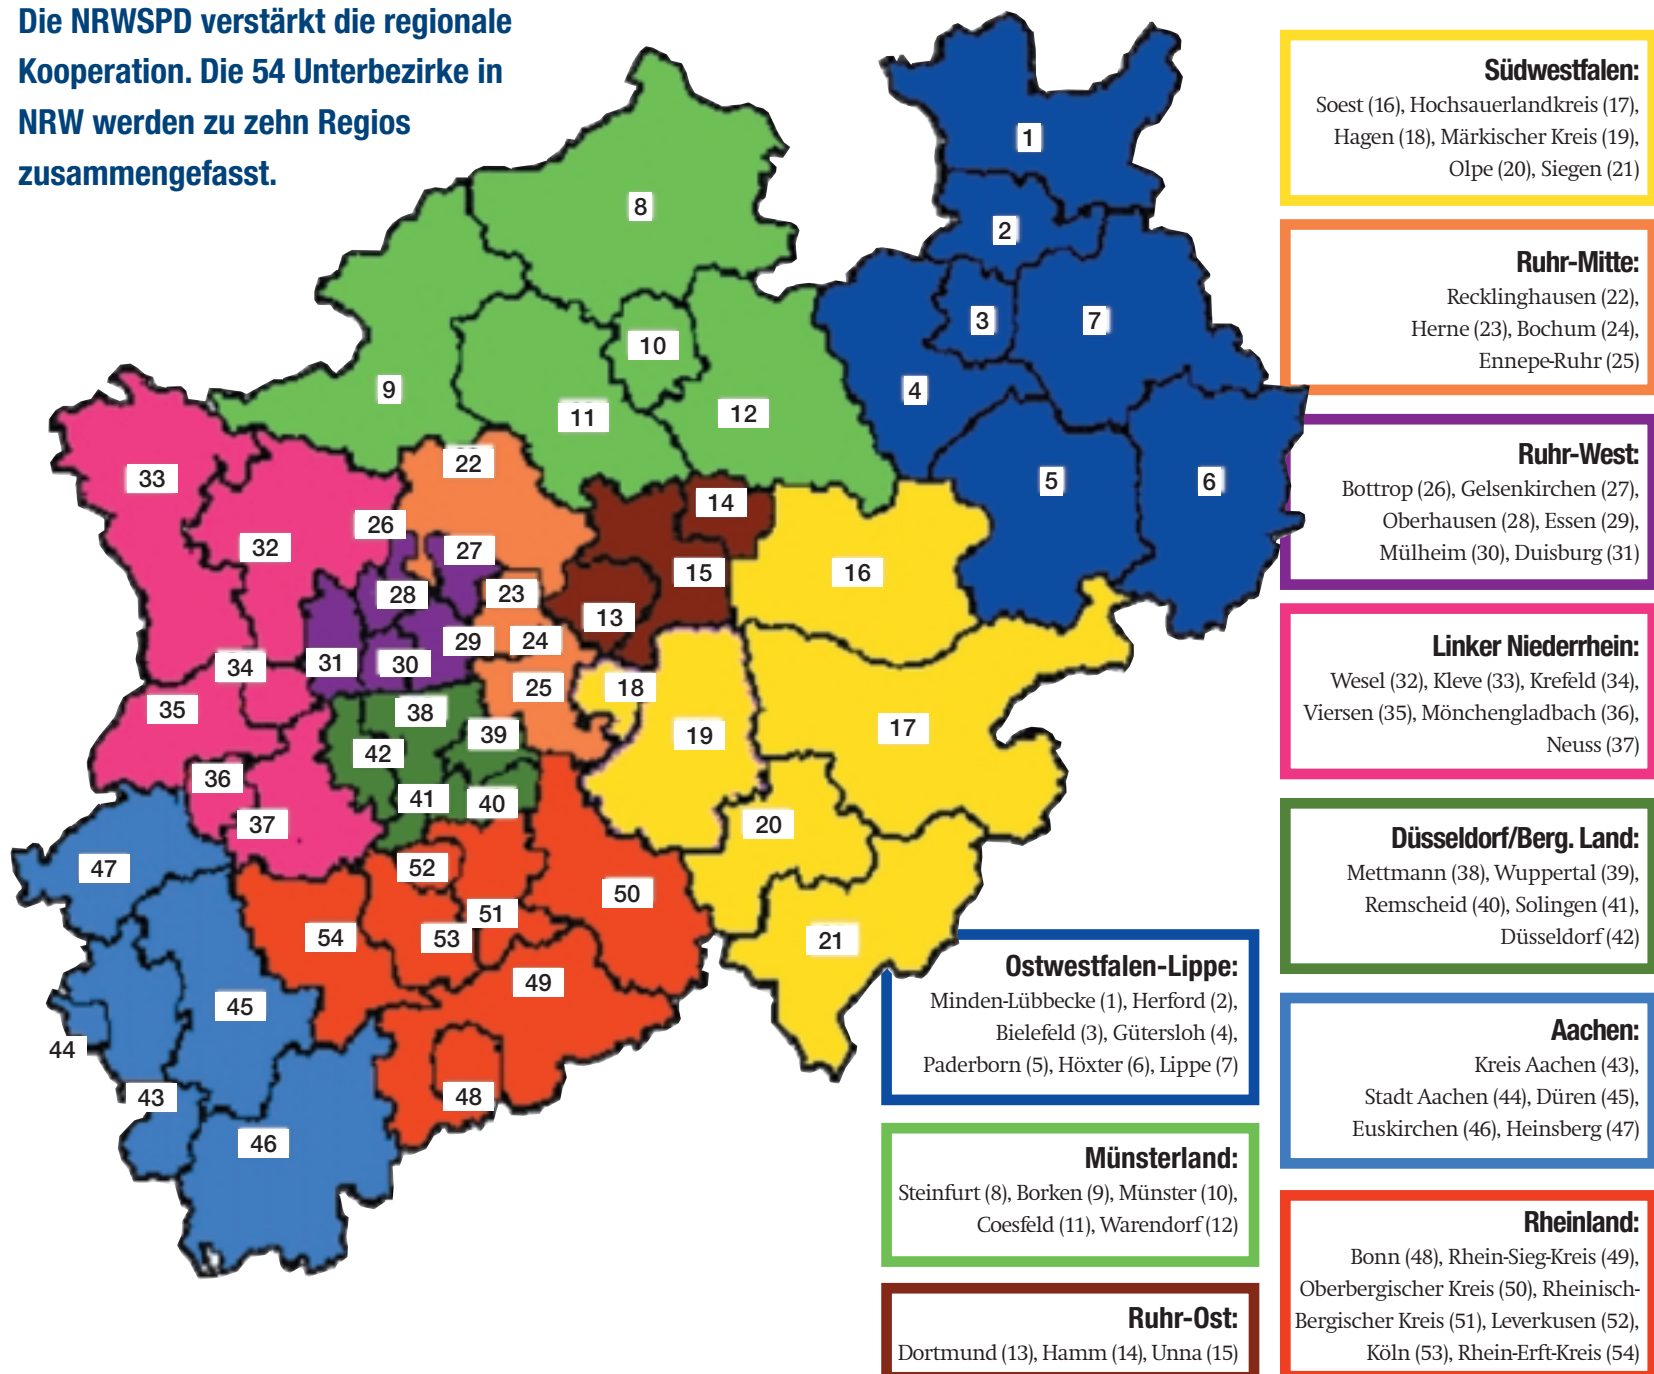 Die NRWSPD verstärkt die regionale
Kooperation. Die 54 Unterbezirke in
NRW werden zu zehn Regios
zusammengefasst.
1
2
3
7
4
5
6
8
9
10
11
12
33
32
22
26
27
28
23
29
24
31
30
25
34
35
36
37
14
15
13
16
18
19
17
20
21
38
39
42
41
40
47
52
51
50
54
53
49
45
44
43
46
48
Südwestfalen:
Soest (16), Hochsauerlandkreis (17),
Hagen (18), Märkischer Kreis (19),
Olpe (20), Siegen (21)
Ruhr-Mitte:
Recklinghausen (22),
Herne (23), Bochum (24),
Ennepe-Ruhr (25)
Ruhr-West:
Bottrop (26), Gelsenkirchen (27),
Oberhausen (28), Essen (29),
Mülheim (30), Duisburg (31)
Linker Niederrhein:
Wesel (32), Kleve (33), Krefeld (34),
Viersen (35), Mönchengladbach (36),
Neuss (37)
Düsseldorf/Berg. Land:
Mettmann (38), Wuppertal (39),
Remscheid (40), Solingen (41),
Düsseldorf (42)
Ostwestfalen-Lippe:
Minden-Lübbecke (1), Herford (2),
Bielefeld (3), Gütersloh (4),
Paderborn (5), Höxter (6), Lippe (7)
Aachen:
Kreis Aachen (43),
Stadt Aachen (44), Düren (45),
Euskirchen (46), Heinsberg (47)
Münsterland:
Steinfurt (8), Borken (9), Münster (10),
Coesfeld (11), Warendorf (12)
Rheinland:
Bonn (48), Rhein-Sieg-Kreis (49),
Oberbergischer Kreis (50), Rheinisch-
Bergischer Kreis (51), Leverkusen (52),
Köln (53), Rhein-Erft-Kreis (54)
Ruhr-Ost:
Dortmund (13), Hamm (14), Unna (15)